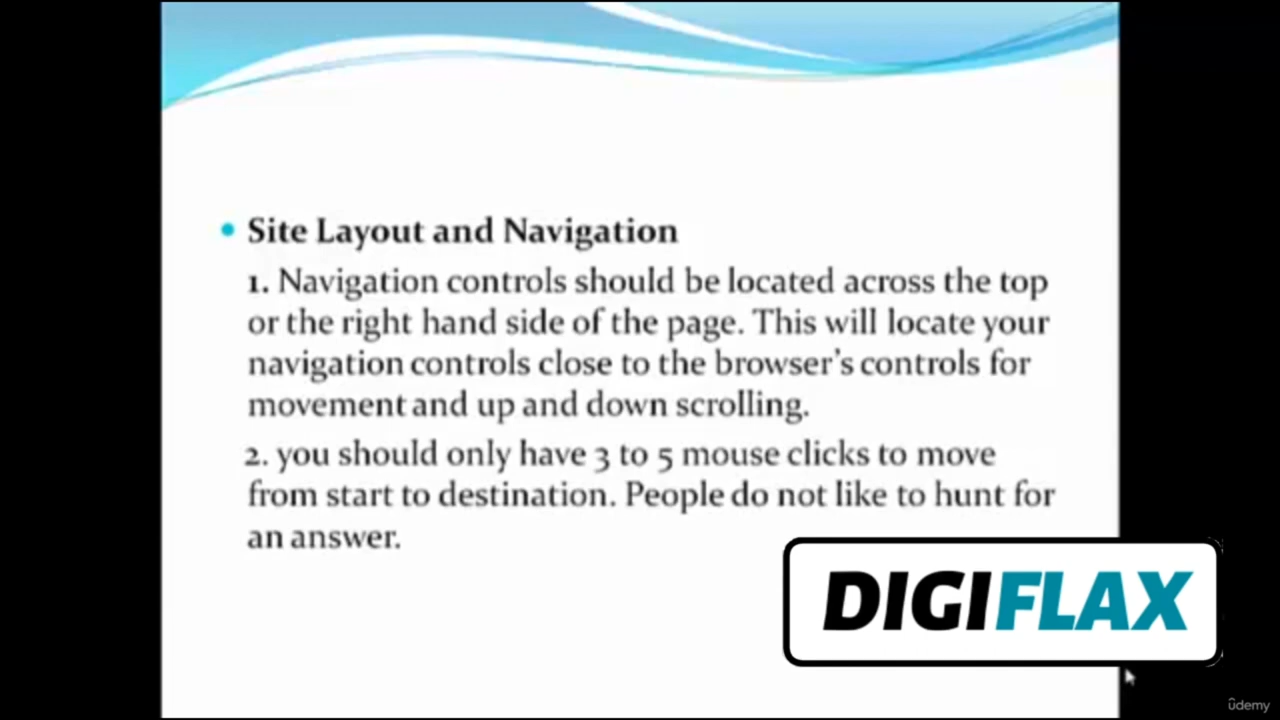 Site Layout and Navigation
1. Navigation controls should be located across the top
or the right hand side of the page. This will locate your
navigation controls close to the browser's controls for
movement and up and down scrolling.
2. you should only have 3 to 5 mouse clicks to move
from start to destination. People do not like to hunt for
an answer.
DIGIFLAX
ûdemy